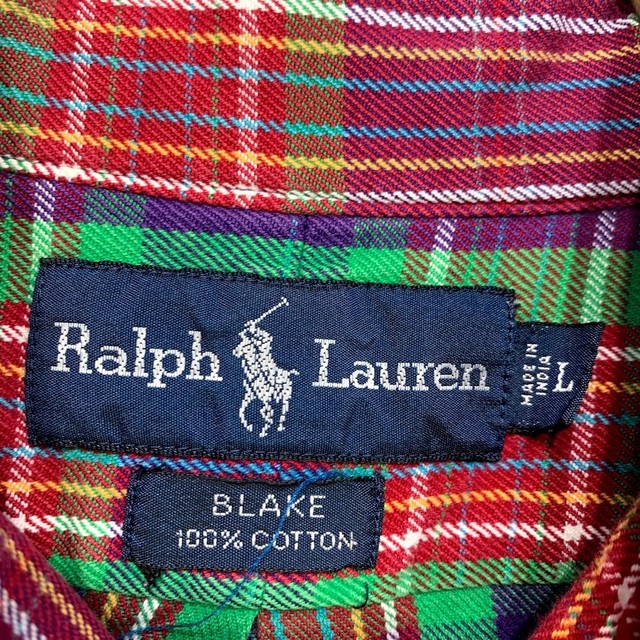 Ralph Lauren
MADE IN
INDIA
L
BLAKE
100% COTTON